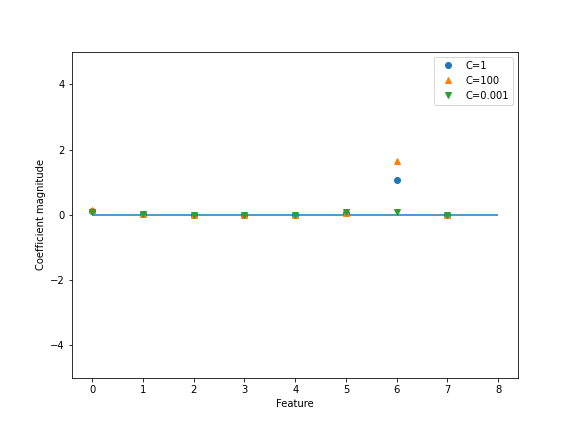 C=1
C=100
C=0.001
4
2
0
−2
−4
Coefficient magnitude
0 1 2 3 4 5 6 7 8
Feature